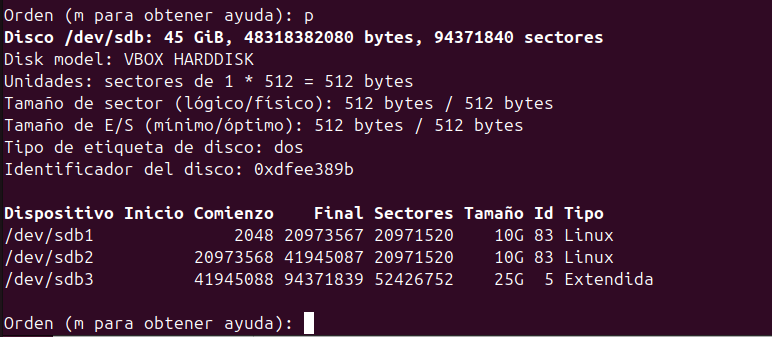 Orden (m para obtener ayuda): p
Disco /dev/sdb: 45 GiB, 48318382080 bytes, 94371840 sectores
Disk model: VBOX HARDDISK
Unidades: sectores de 1 * 512 = 512 bytes
Tamaño de sector (lógico/físico): 512 bytes / 512 bytes
Tamaño de E/S (mínimo/óptimo): 512 bytes / 512 bytes
Tipo de etiqueta de disco: dos
Identificador del disco: 0xdfee389b
Dispositivo Inicio Comienzo Final Sectores Tamaño Id Tipo
/dev/sdb1 2048 20973567 20971520 10G 83 Linux
/dev/sdb2 20973568 41945087 20971520 10G 83 Linux
/dev/sdb3 41945088 94371839 52426752 25G 5 Extendida
Orden (m para obtener ayuda):